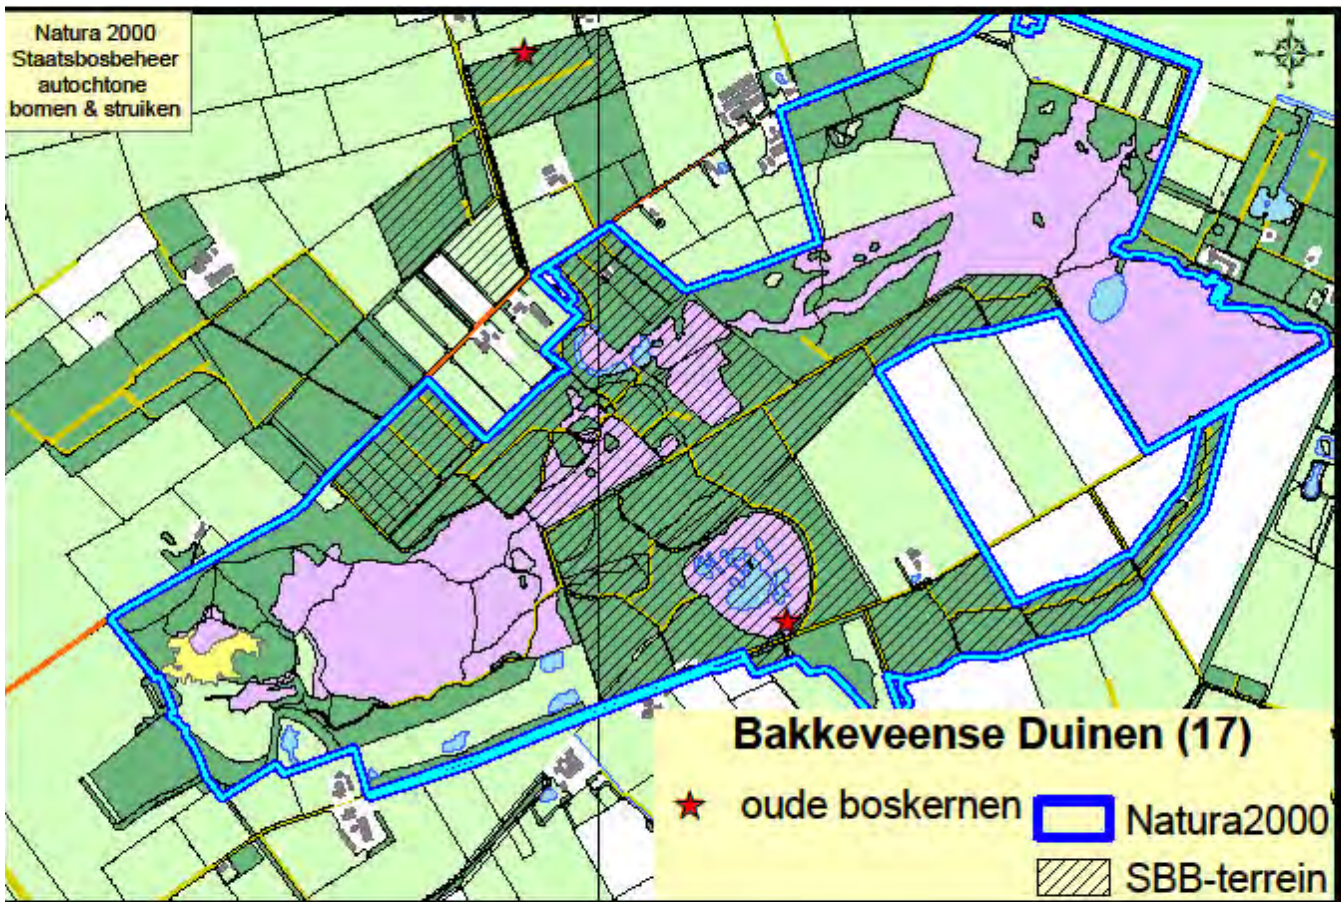 Natura 2000
Staatsbosbeheer
autochtone
bomen & struiken
N
W
S
Bakkeveense Duinen (17)
oude boskernen
Natura2000
SBB-terrein